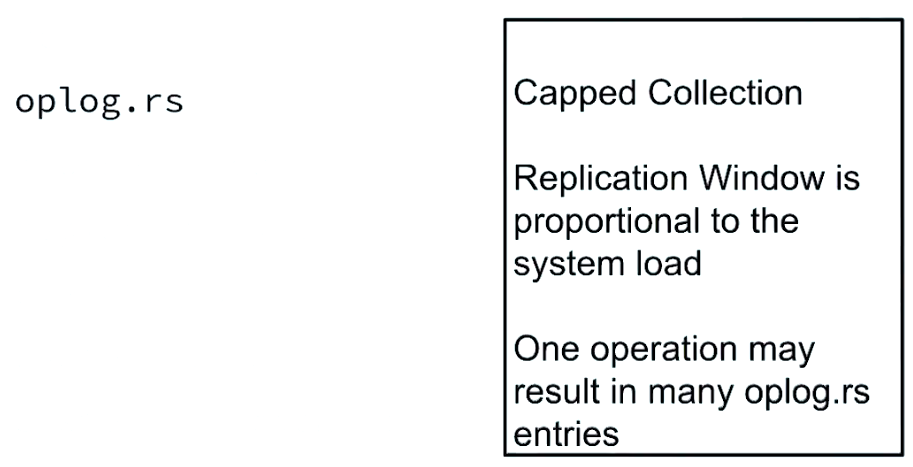 oplog.rs
Capped Collection
Replication Window is
proportional to the
system load
One operation may
result in many oplog.rs
entries